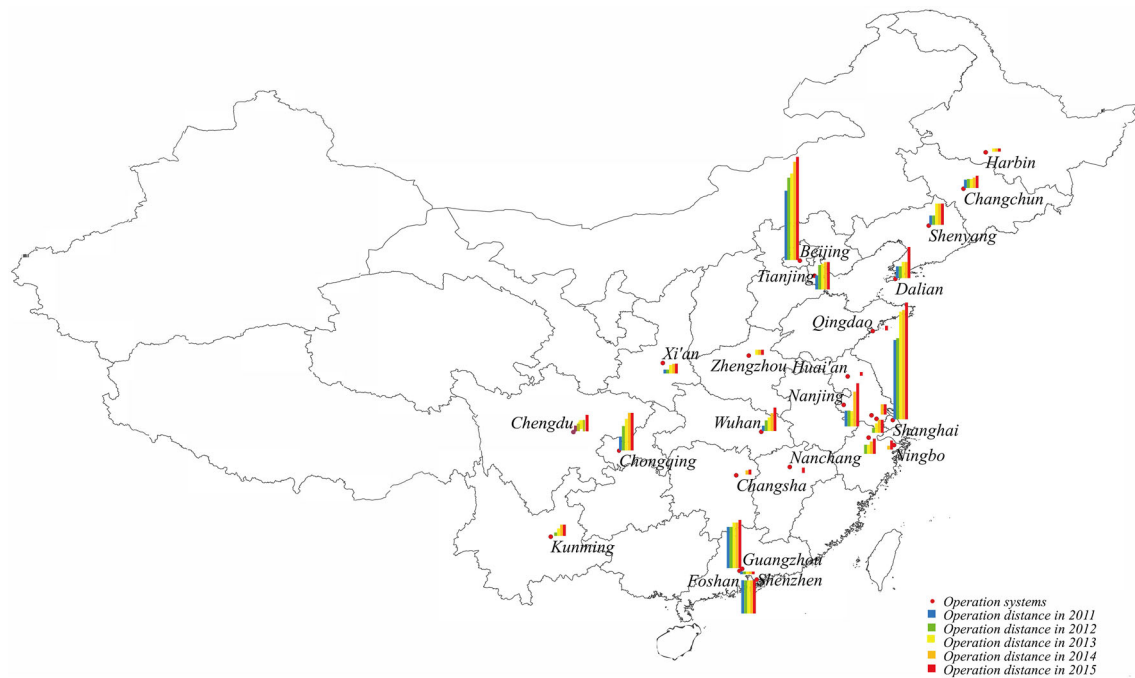 Harbin
Changchun
Shenyang
Beijing
Tianjing
Dalian
Qingdao
Xi'an
Zhengzhou
Huai'an
Nanjing
Chengdu
Wuhan
Shanghai
Chongqing
Nanchang
Ningbo
Changsha
Kunming
Guangzhou
Foshan
Shenzhen
Operation systems
Operation distance in 2011
Operation distance in 2012
Operation distance in 2013
Operation distance in 2014
Operation distance in 2015